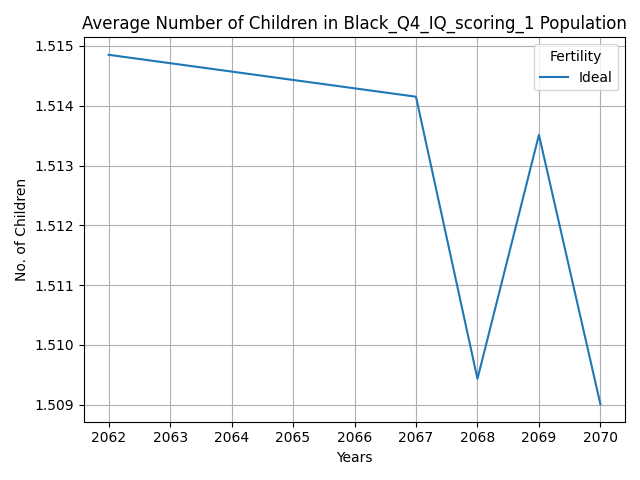 Average Number of Children in Black_Q4_IQ_scoring_1 Population
Fertility
Ideal
No. of Children
1.515
1.514
1.513
1.512
1.511
1.510
1.509
2062 2063 2064 2065 2066 2067 2068 2069 2070
Years